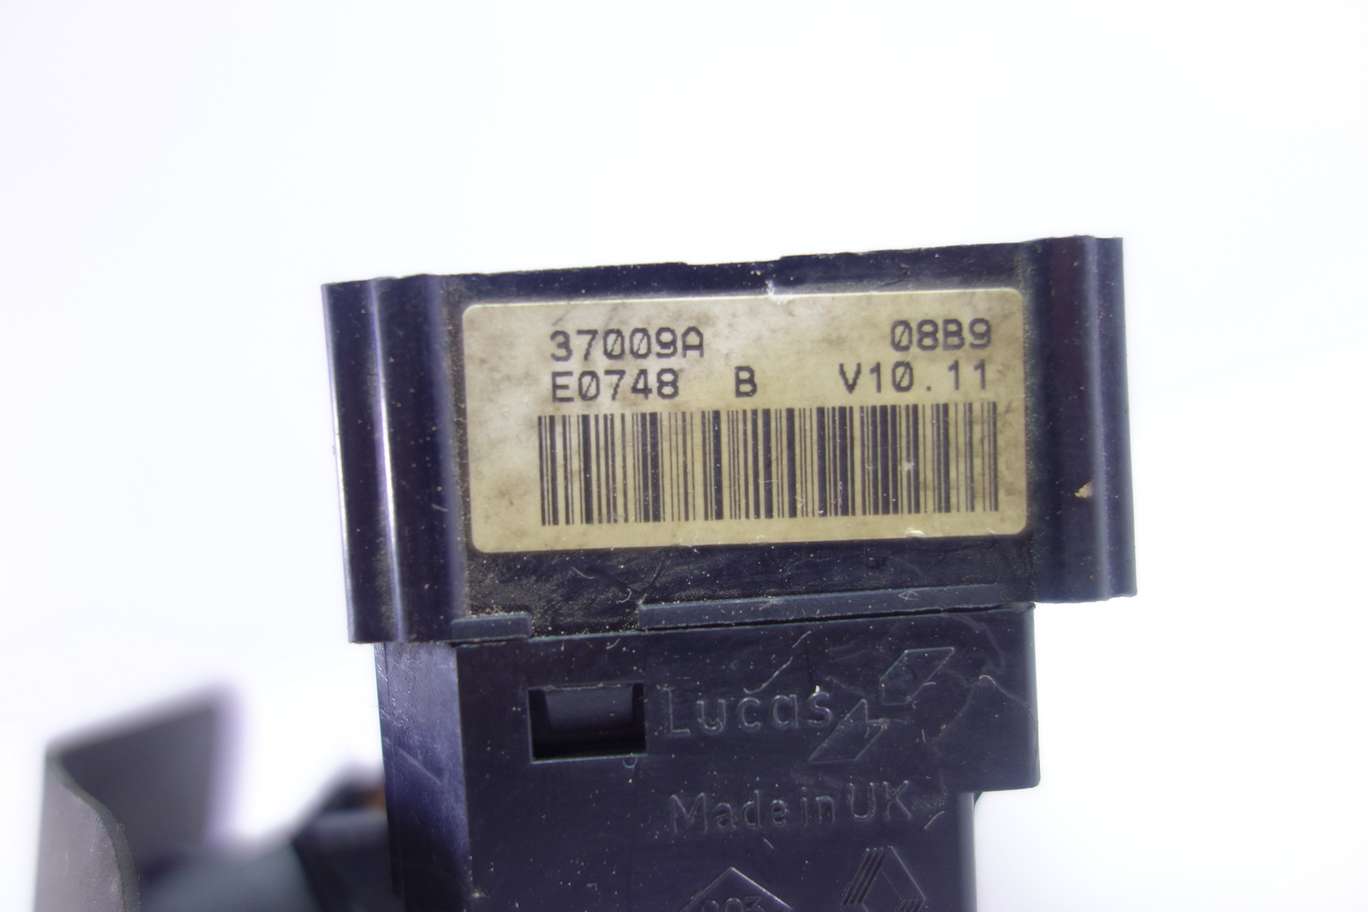 37009A 08B9
E0748 B V10.11
Lucas
Made in UK